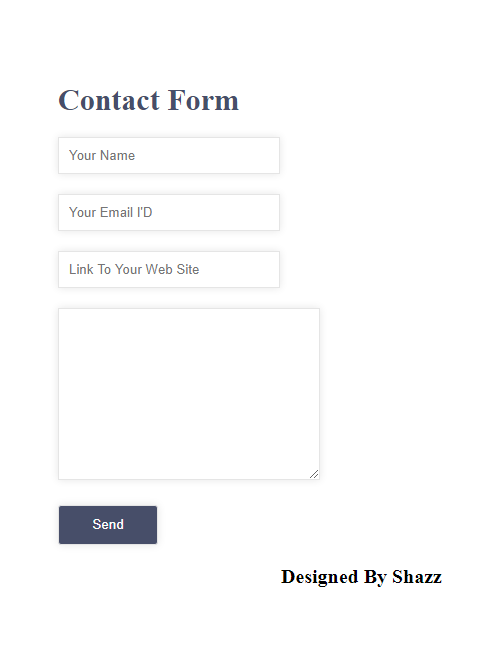 Contact Form
Your Name
Your Email I'D
Link To Your Web Site
Send
Designed By Shazz